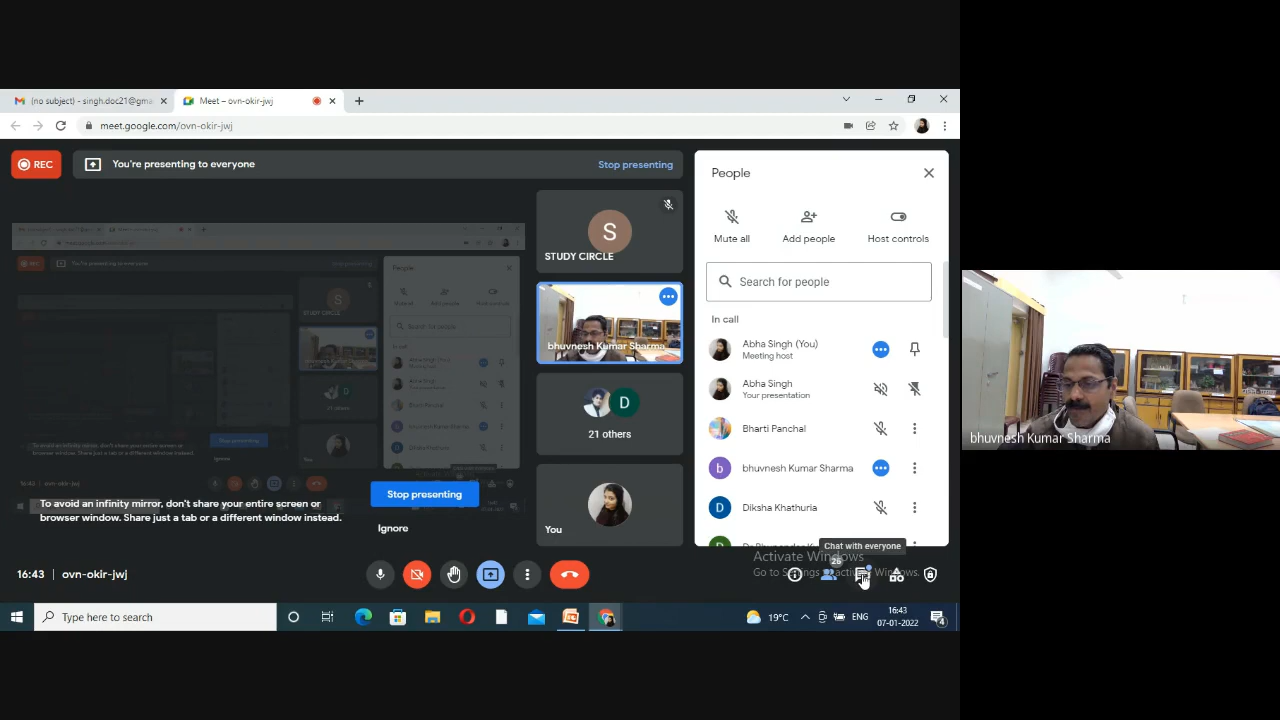 (no subject) - singh.doc21@gma
Meet – ovn-okir-jwj
meet.google.com/ovn-okir-jwj
REC
You're presenting to everyone
Stop presenting
S
STUDY CIRCLE
bhuvnesh Kumar Sharma
D
21 others
You
To avoid an infinity mirror, don't share your entire screen or
browser window. Share just a tab or a different window instead.
Stop presenting
Ignore
People
Mute all
Add people
Host controls
Search for people
In call
Abha Singh (You)
Meeting host
Abha Singh
Your presentation
Bharti Panchal
b
bhuvnesh Kumar Sharma
D
Diksha Khathuria
Chat with everyone
Activate Windows
26
16:43
ovn-okir-jwj
Type here to search
19°C
ENG
16:43
07-01-2022
4
bhuvnesh Kumar Sharma